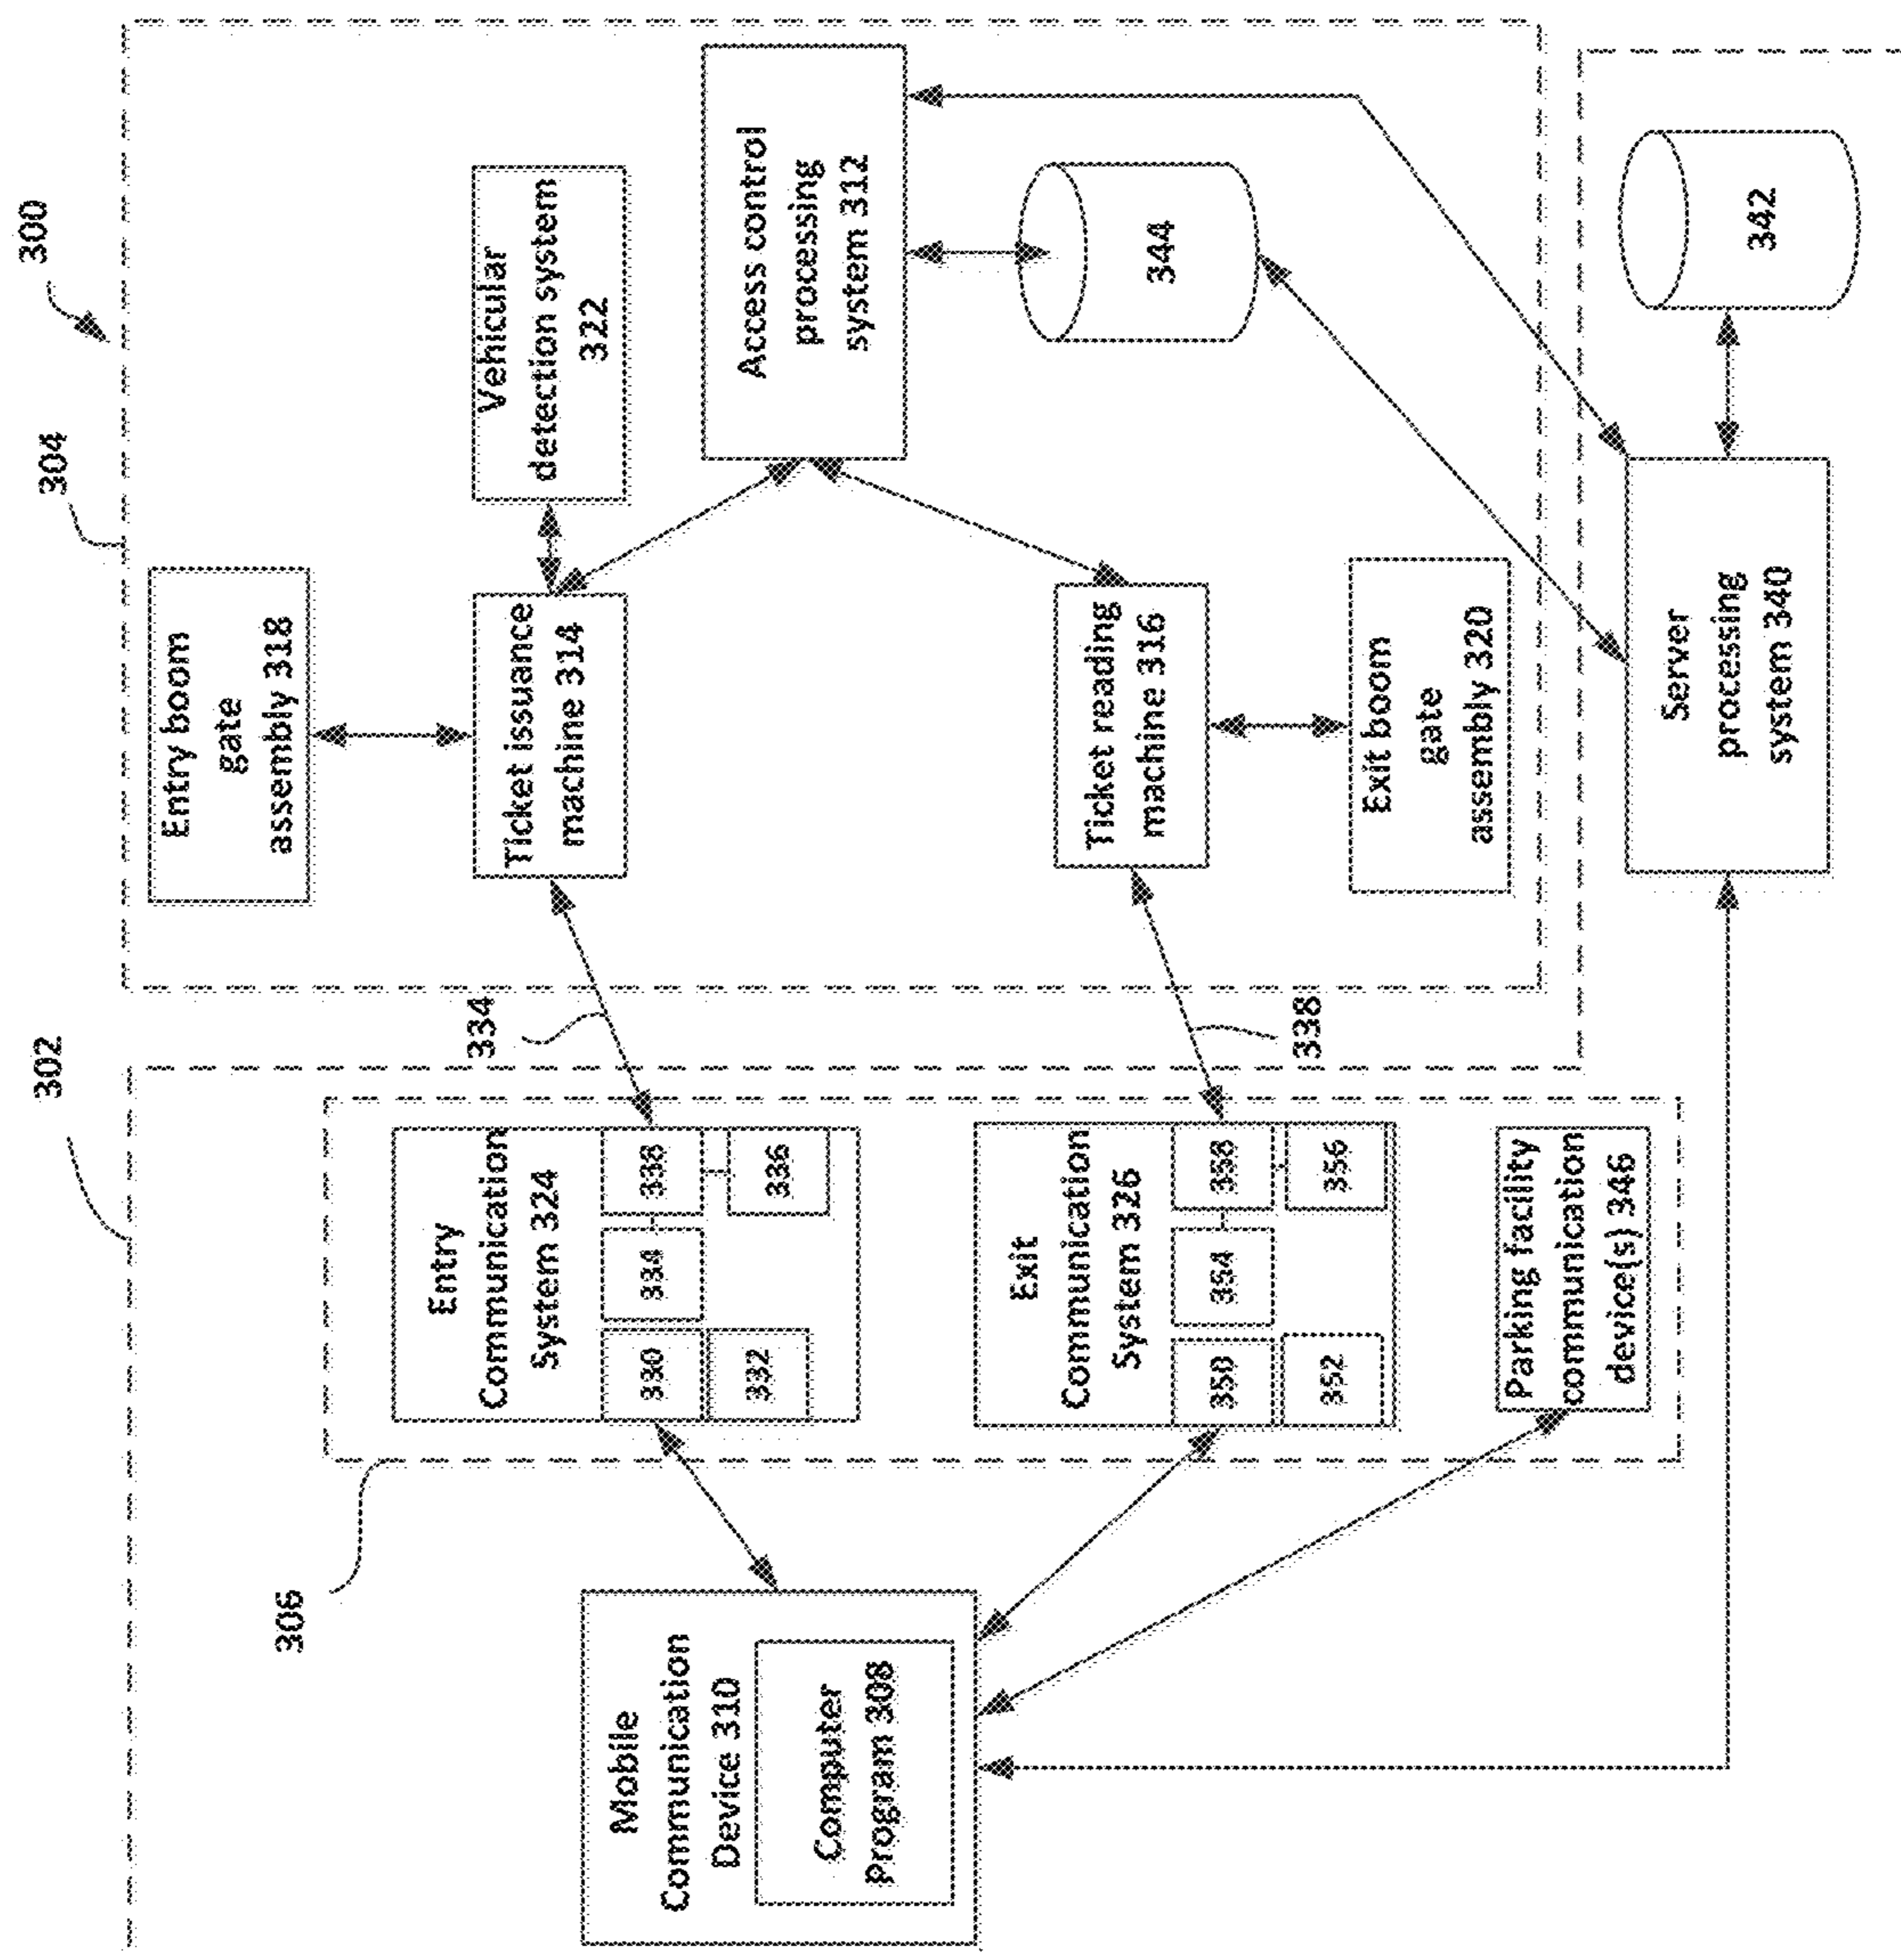 300
302
304
306
Entry boom
gate
assembly 318
Vehicular
detection system
322
Ticket issuance
machine 314
Access control
processing
system 312
344
Ticket reading
machine 316
Exit boom
gate
assembly 320
334
338
Entry
Communication
System 324
330
334
338
332
336
Exit
Communication
System 326
350
354
358
352
356
Parking facility
communication
device(s) 346
Mobile
Communication
Device 310
Computer
Program 308
Server
processing
system 340
342